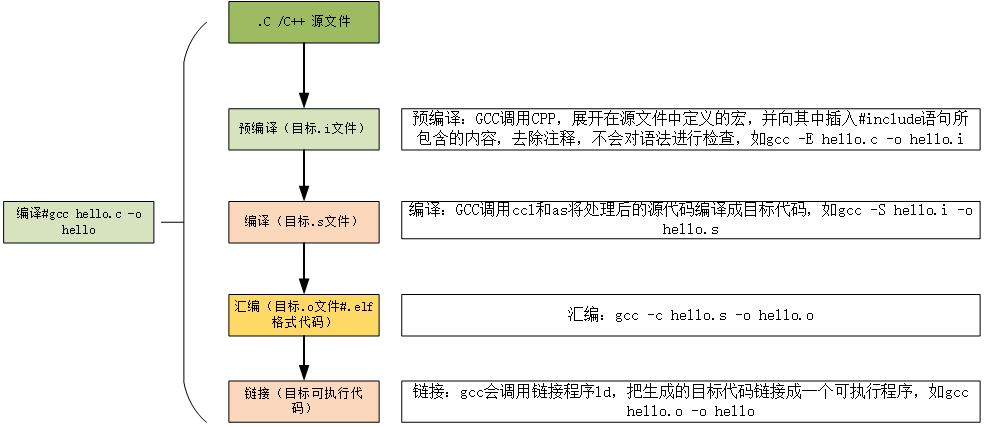 .C /C++ 源文件
预编译（目标.i文件）
预编译：GCC调用CPP，展开在源文件中定义的宏，并向其中插入#include语句所
包含的内容，去除注释，不会对语法进行检查，如gcc -E hello.c -o hello.i
编译#gcc hello.c -o
hello
编译（目标.s文件）
编译：GCC调用ccl和as将处理后的源代码编译成目标代码，如gcc -S hello.i -o
hello.s
汇编（目标.o文件#.elf
格式代码）
汇编：gcc -c hello.s -o hello.o
链接（目标可执行代
码）
链接：gcc会调用链接程序ld，把生成的目标代码链接成一个可执行程序，如gcc
hello.o -o hello